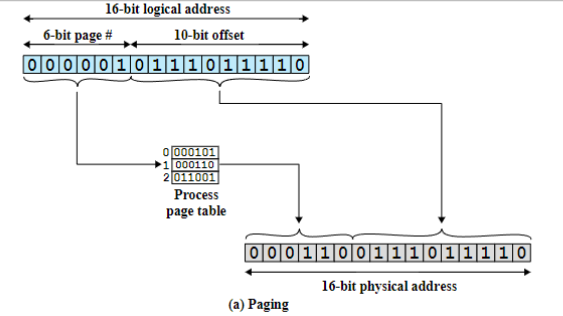 16-bit logical address
6-bit page # 10-bit offset
0 0 0 0 0 1 0 1 1 1 0 1 1 1 1 0
0 000101
1 000110
2 011001
Process
page table
0 0 0 1 1 0 0 1 1 1 0 1 1 1 1 0
16-bit physical address
(a) Paging